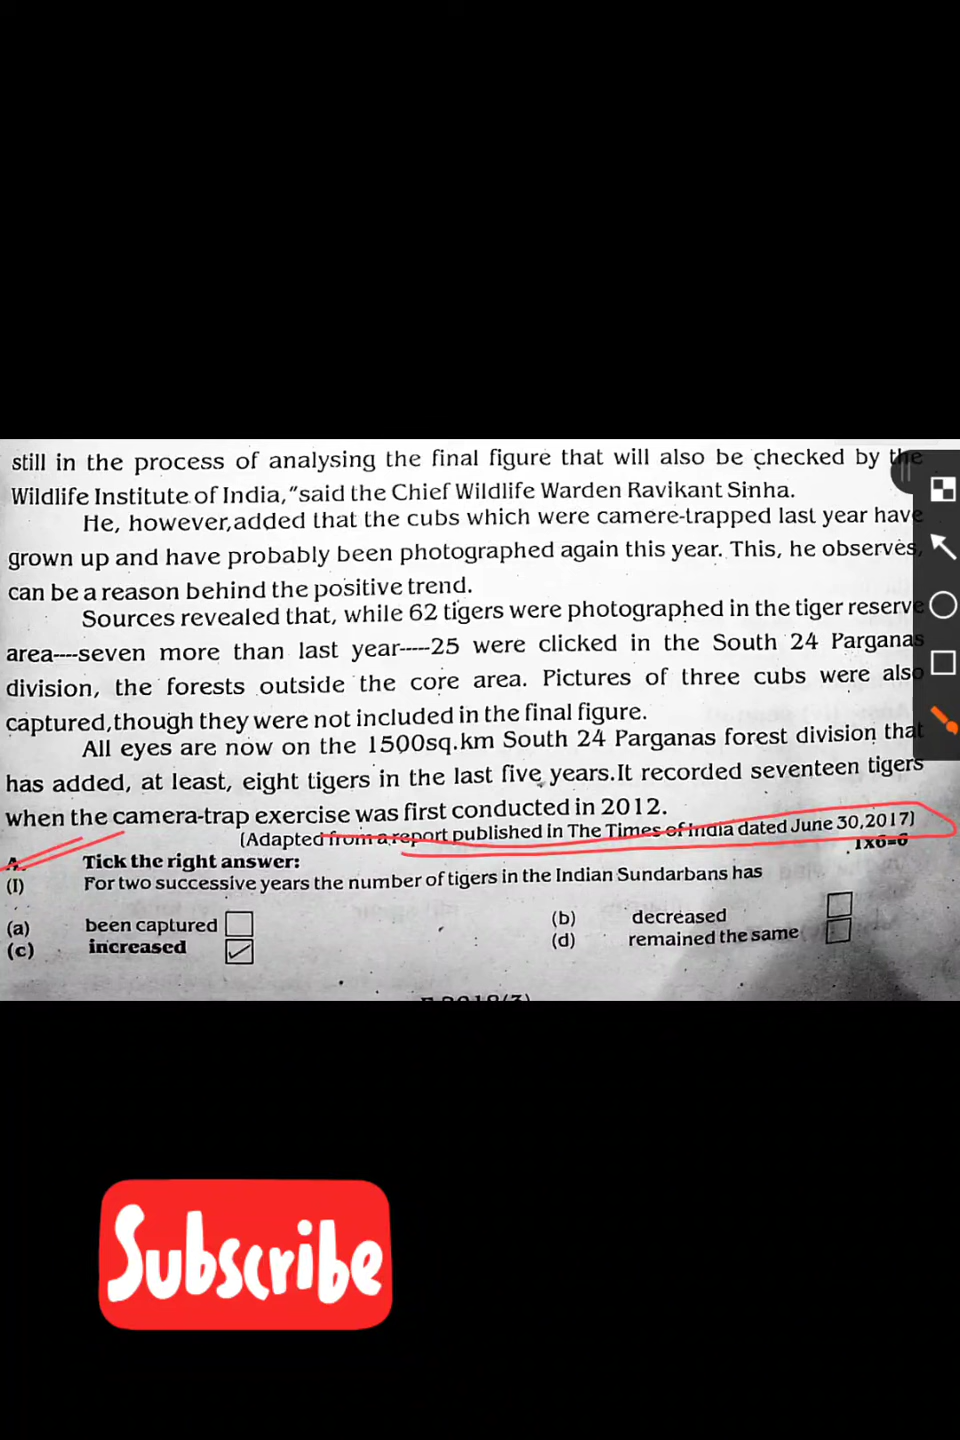 still in the process of analysing the final figure that will also be checked by the
Wildlife Institute of India,"said the Chief Wildlife Warden Ravikant Sinha.
He, however,added that the cubs which were camere-trapped last year have
grown up and have probably been photographed again this year. This, he observes,
can be a reason behind the positive trend.
Sources revealed that, while 62 tigers were photographed in the tiger reserve
area----seven more than last year-----25 were clicked in the South 24 Parganas
division, the forests outside the core area. Pictures of three cubs were also
captured,though they were not included in the final figure.
All eyes are now on the 1500sq.km South 24 Parganas forest division that
has added, at least, eight tigers in the last five years.It recorded seventeen tigers
when the camera-trap exercise was first conducted in 2012.
[Adapted from a report published in The Times of India dated June 30,2017]
A. Tick the right answer: 1x6=6
(I) For two successive years the number of tigers in the Indian Sundarbans has
(a) been captured (b) decreased
(c) increased (d) remained the same
Subscribe